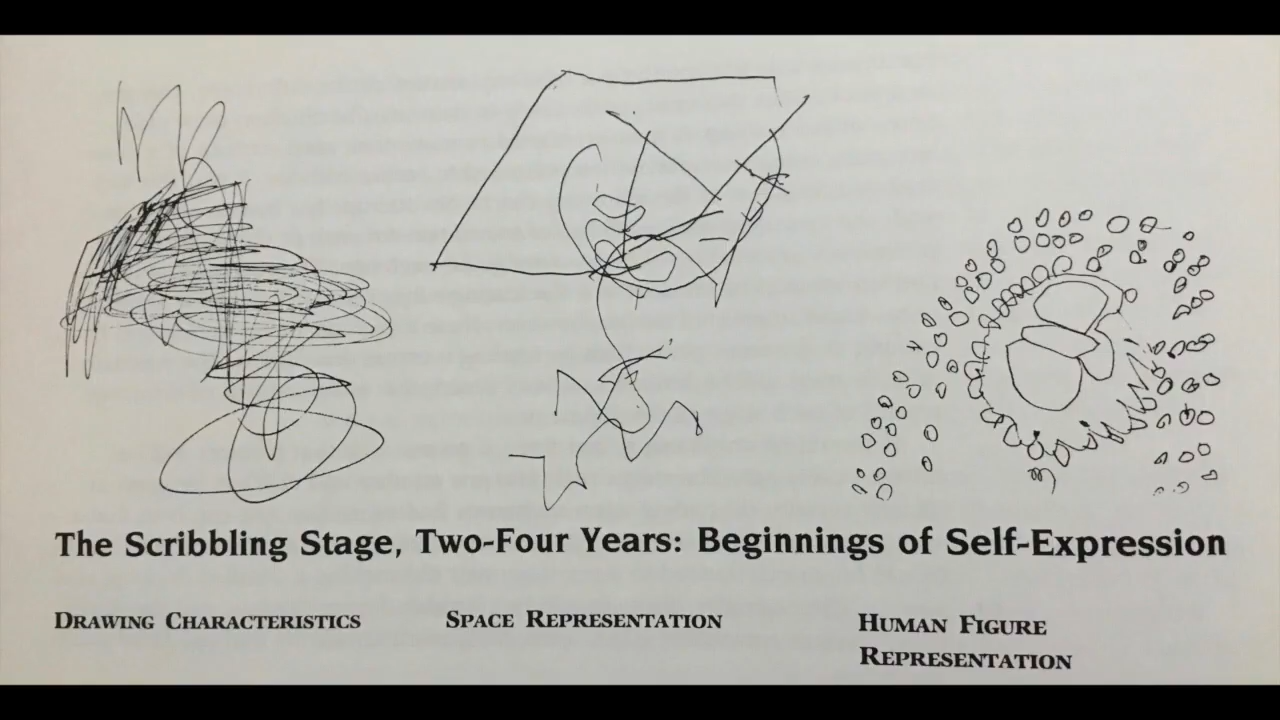 The Scribbling Stage, Two-Four Years: Beginnings of Self-Expression
DRAWING CHARACTERISTICS
SPACE REPRESENTATION
HUMAN FIGURE
REPRESENTATION